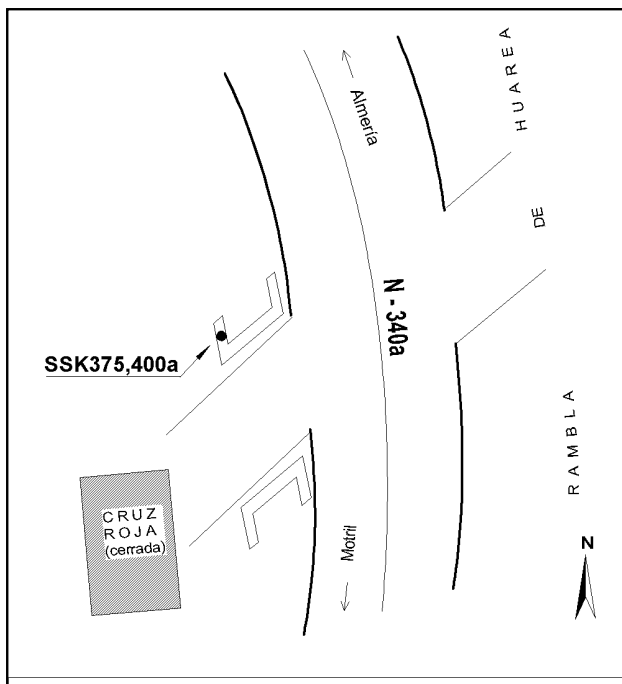 HUAREA
DE
RAMBLA
Almería
N - 340a
SSK375,400a
CRUZ
ROJA
(cerrada)
Motril
N